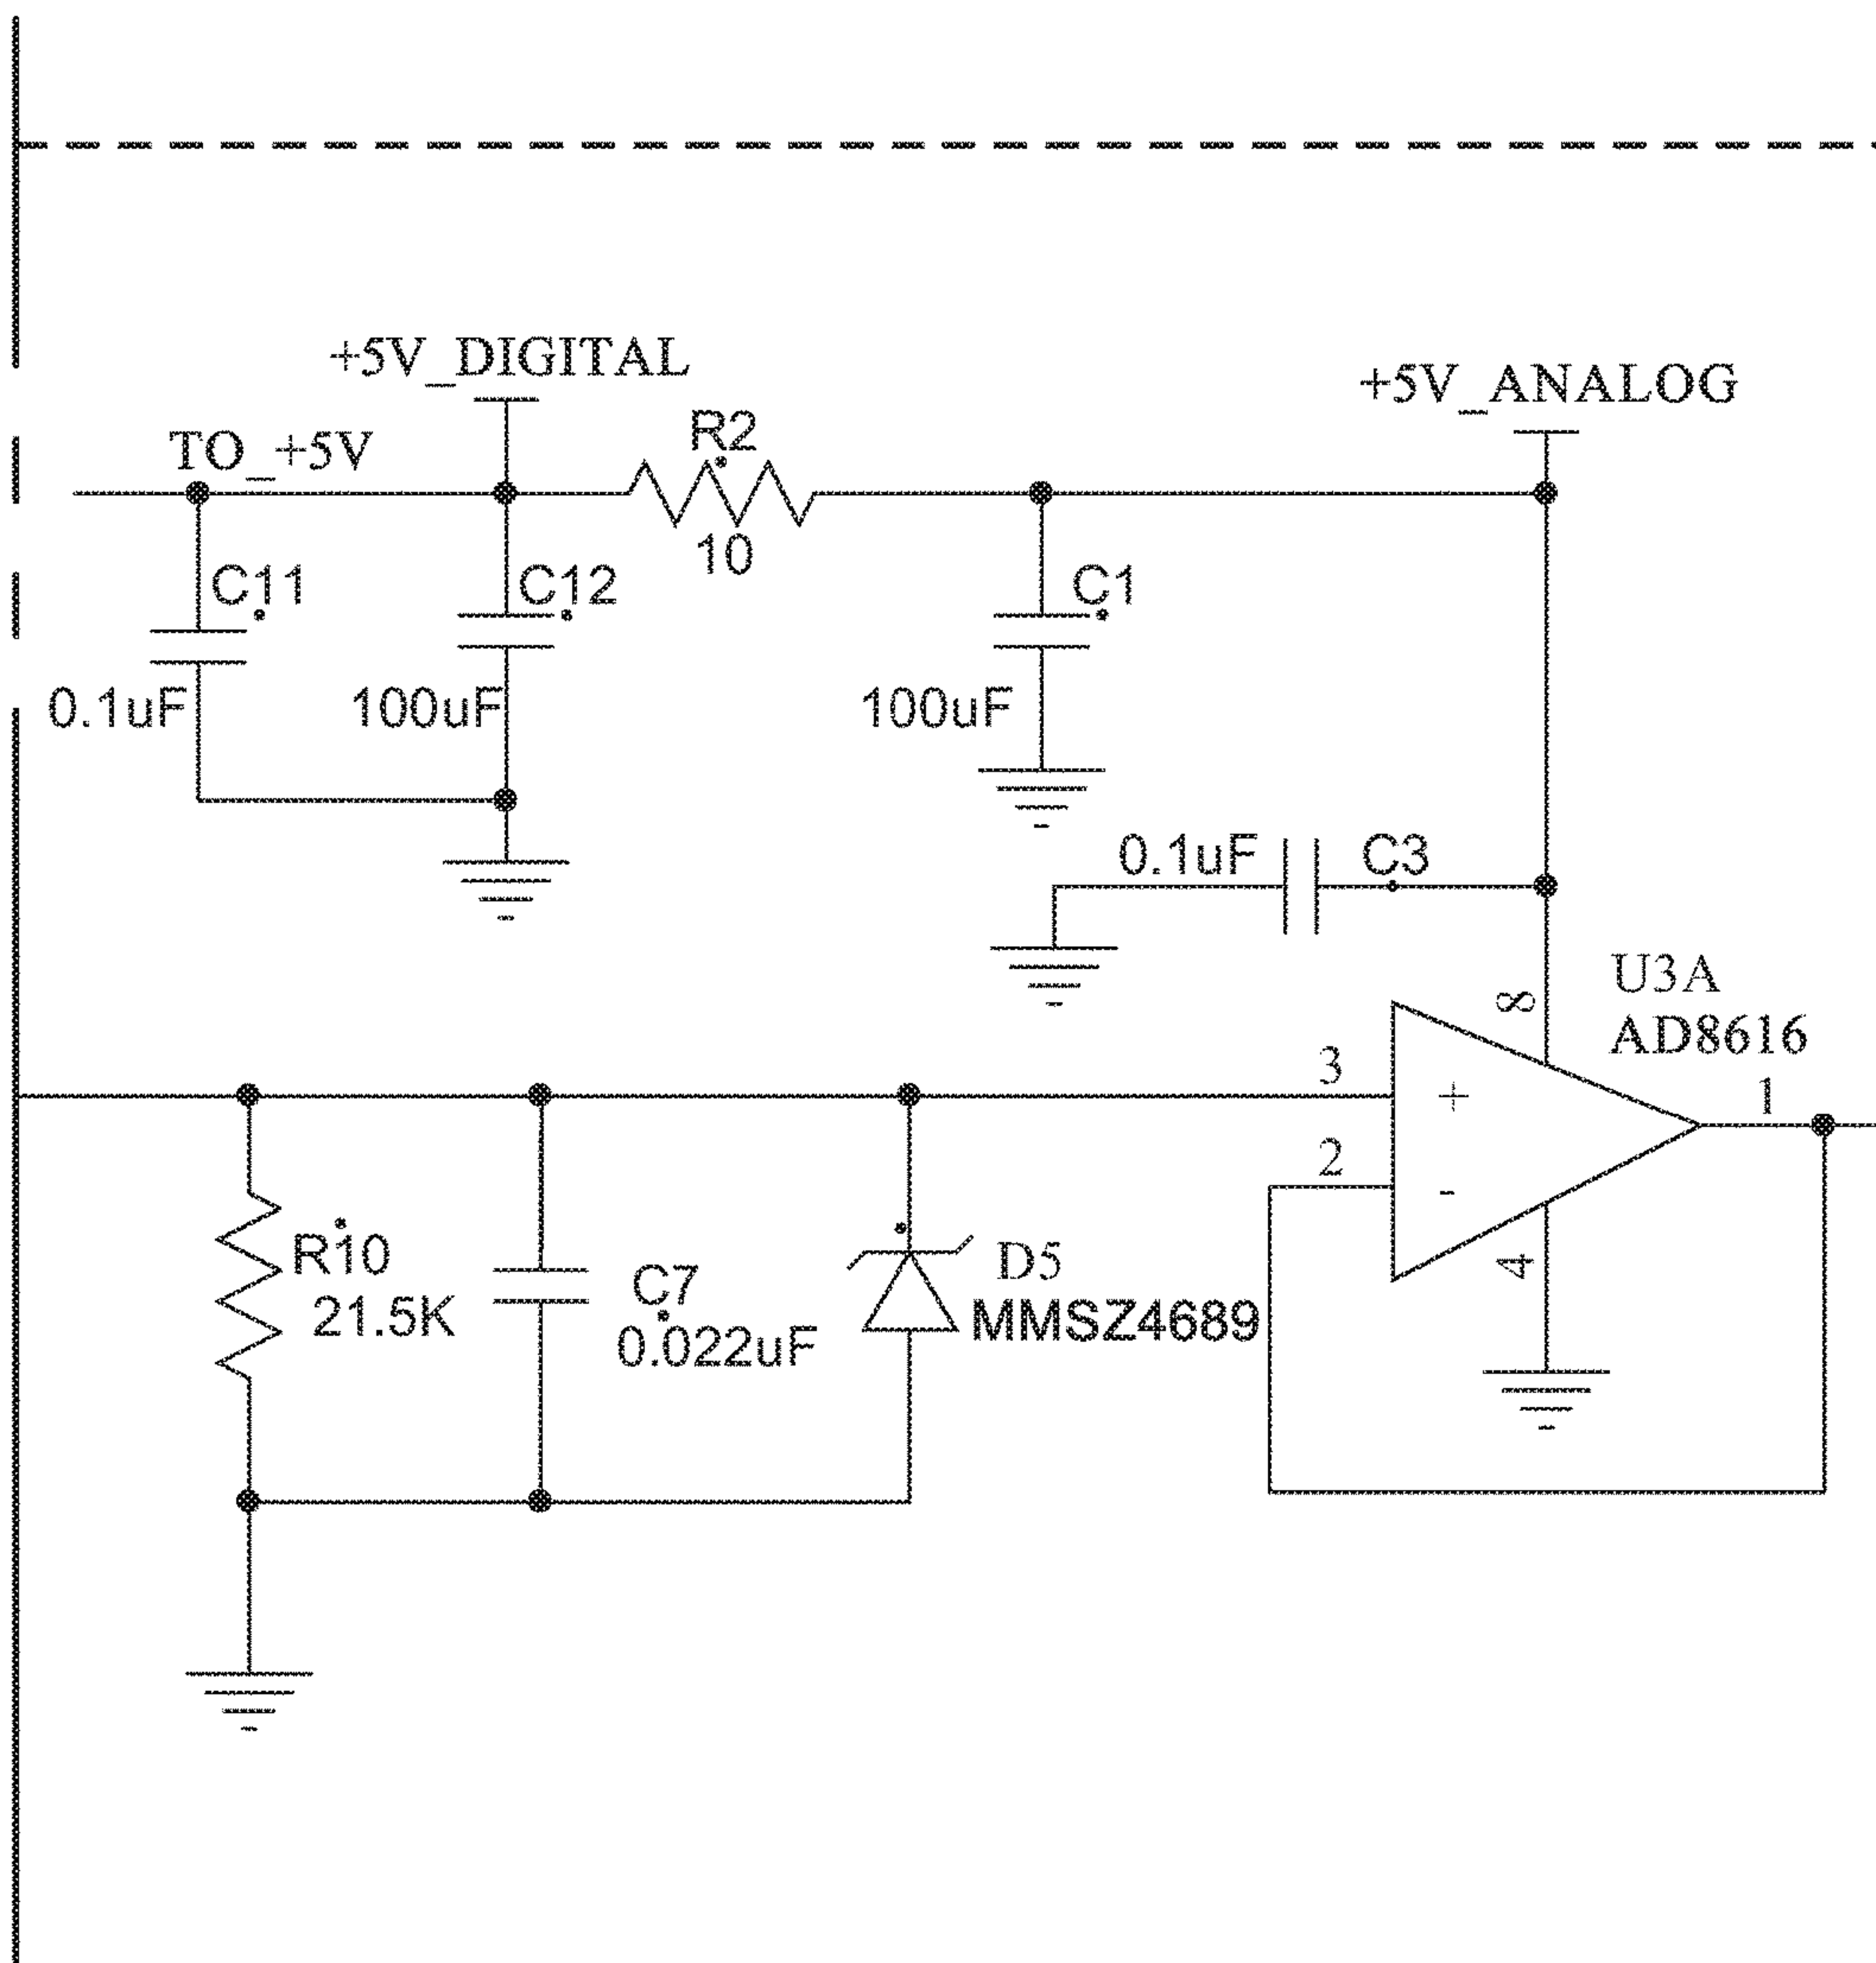 +5V_DIGITAL
+5V_ANALOG
TO_+5V
R2
10
C11
C12
C1
0.1uF
100uF
100uF
0.1uF
C3
U3A
AD8616
8
3
+
1
2
-
4
R10
21.5K
C7
0.022uF
D5
MMSZ4689